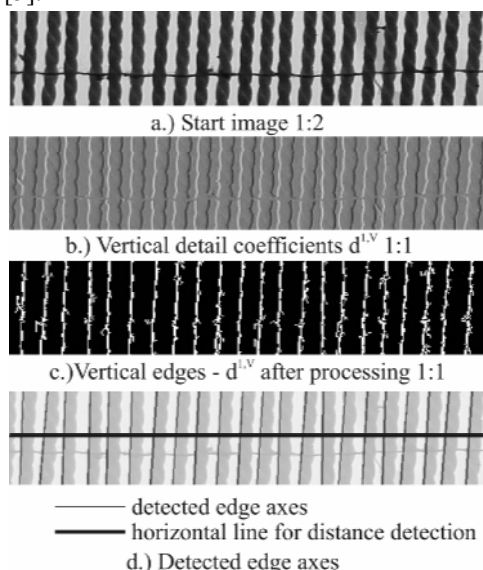 a.) Start image 1:2
b.) Vertical detail coefficients d1,V 1:1
c.)Vertical edges - d1,V after processing 1:1
detected edge axes
horizontal line for distance detection
d.) Detected edge axes